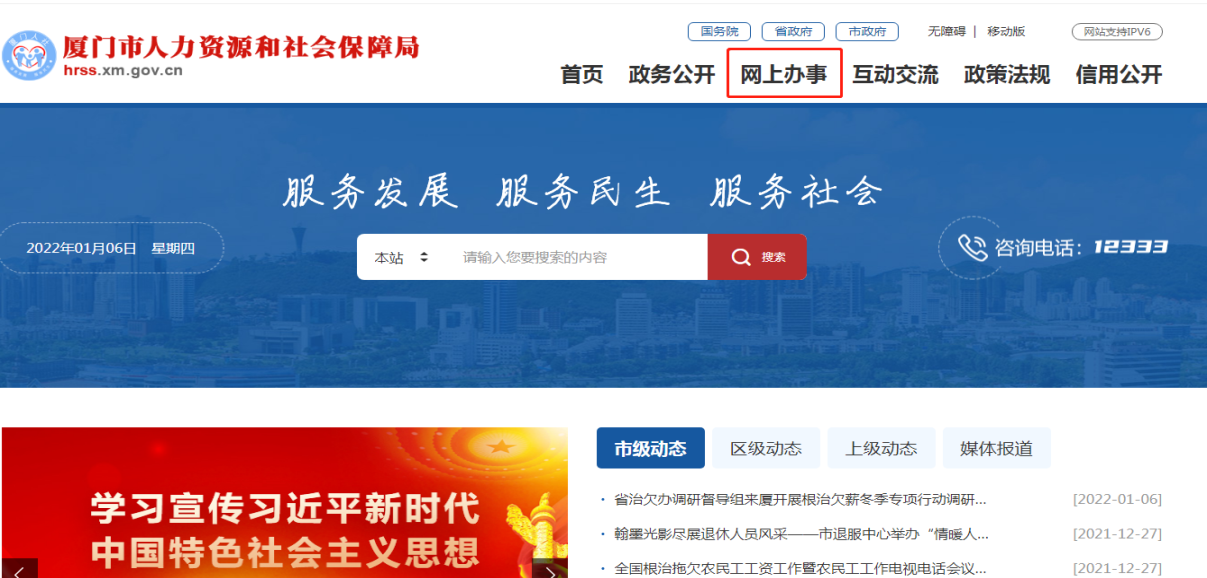 国务院 省政府 市政府 无障碍 | 移动版 网站支持IPV6
厦门市人力资源和社会保障局
hrss.xm.gov.cn
首页 政务公开 网上办事 互动交流 政策法规 信用公开
服务发展 服务民生 服务社会
2022年01月06日 星期四
本站 请输入您要搜索的内容 搜索
咨询电话：12333
学习宣传习近平新时代
中国特色社会主义思想
市级动态 区级动态 上级动态 媒体报道
· 省治欠办调研督导组来厦开展根治欠薪冬季专项行动调研... [2022-01-06]
· 翰墨光影尽展退休人员风采——市退服中心举办“情暖人... [2021-12-27]
· 全国根治拖欠农民工工资工作暨农民工工作电视电话会议... [2021-12-27]